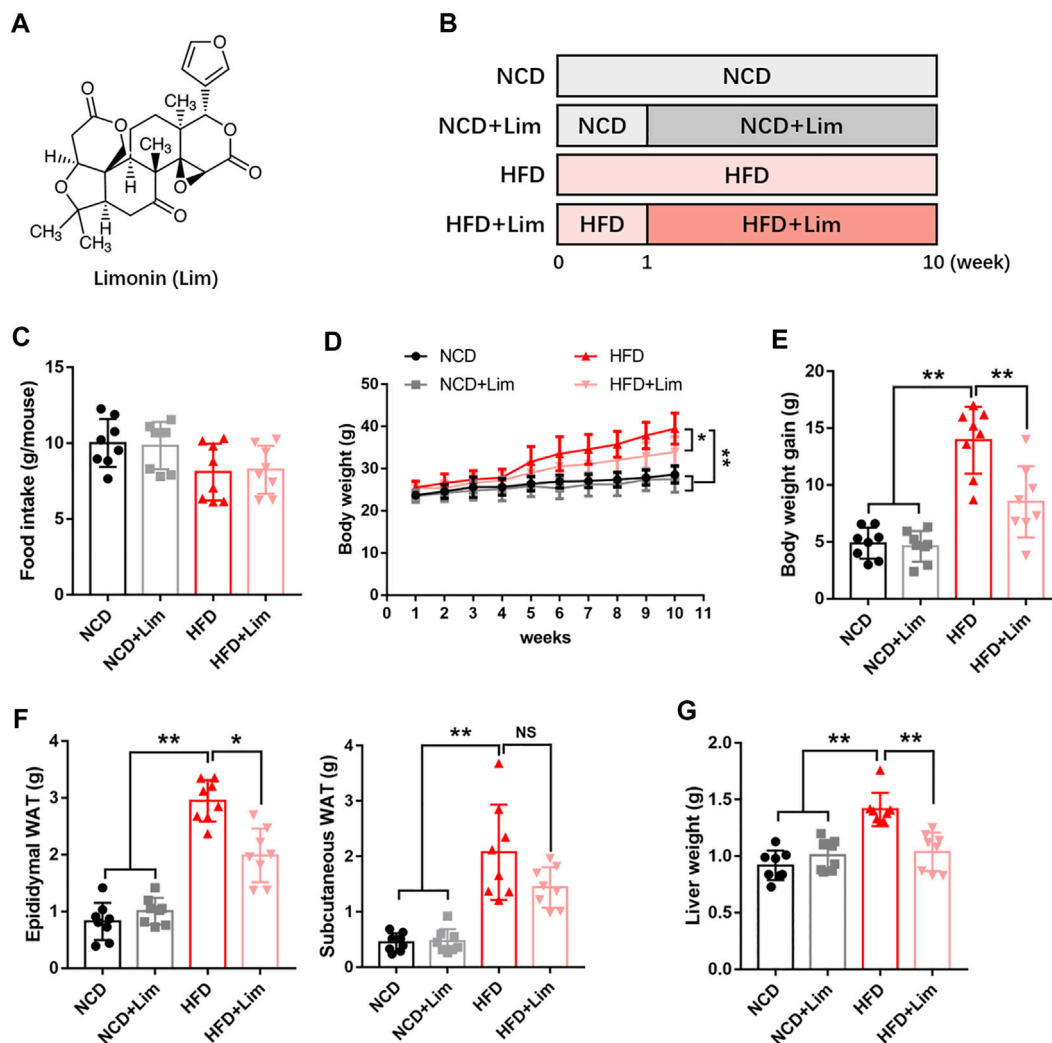 A
O
O
O
CH₃
O
H
CH₃
O
O
H
O
O
H
H₃C
CH₃
O
Limonin (Lim)
B
NCD
NCD
NCD+Lim
NCD
NCD+Lim
HFD
HFD
HFD+Lim
HFD
HFD+Lim
0 1 10 (week)
C
Food intake (g/mouse)
15
10
5
0
NCD
NCD+Lim
HFD
HFD+Lim
D
NCD HFD
NCD+Lim HFD+Lim
Body weight (g)
50
40
30
20
10
0
0 1 2 3 4 5 6 7 8 9 10 11
weeks
*
**
E
Body weight gain (g)
20
15
10
5
0
** **
NCD
NCD+Lim
HFD
HFD+Lim
F
Epididymal WAT (g)
4
3
2
1
0
** *
NCD
NCD+Lim
HFD
HFD+Lim
Subcutaneous WAT (g)
4
3
2
1
0
** NS
NCD
NCD+Lim
HFD
HFD+Lim
G
Liver weight (g)
2.0
1.5
1.0
0.5
0.0
** **
NCD
NCD+Lim
HFD
HFD+Lim